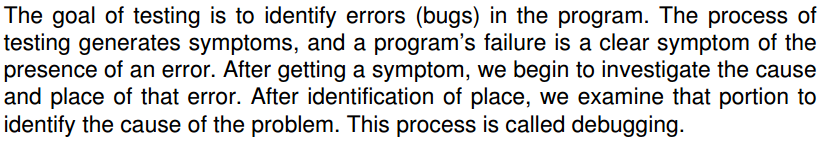 The goal of testing is to identify errors (bugs) in the program. The process of
testing generates symptoms, and a program's failure is a clear symptom of the
presence of an error. After getting a symptom, we begin to investigate the cause
and place of that error. After identification of place, we examine that portion to
identify the cause of the problem. This process is called debugging.